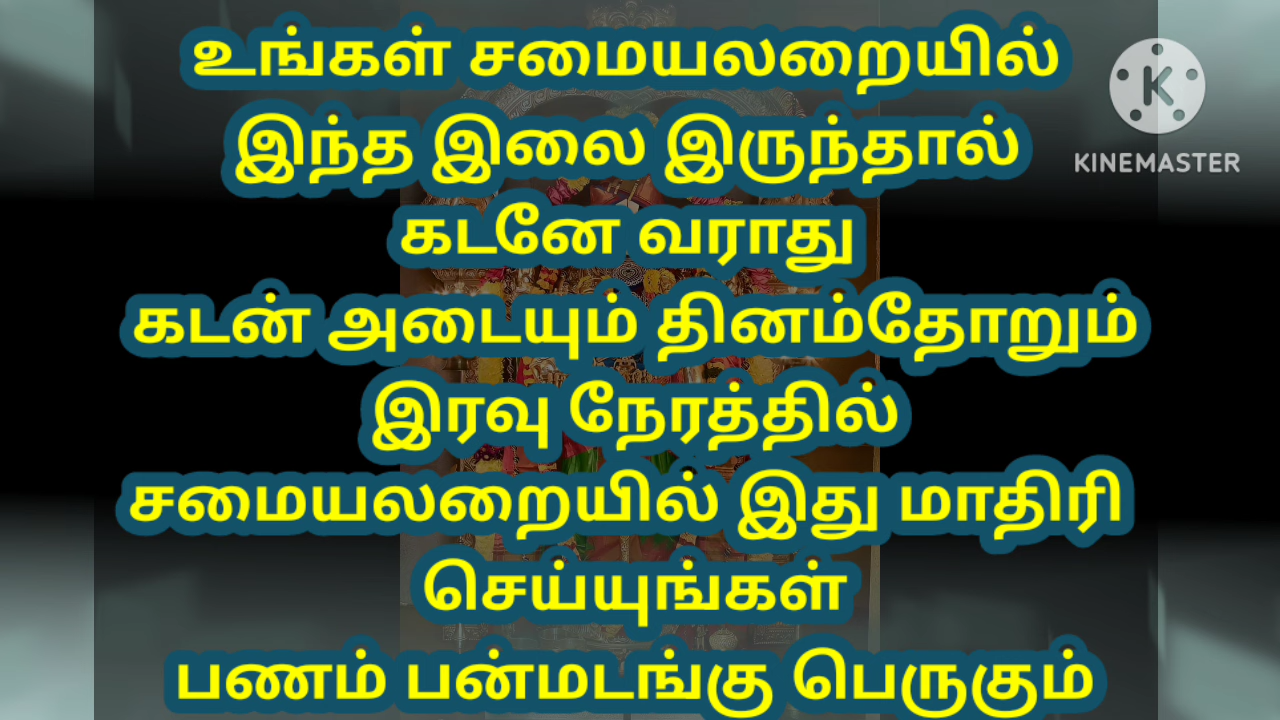 உங்கள் சமையலறையில்
இந்த இலை இருந்தால்
கடனே வராது
கடன் அடையும் தினம்தோறும்
இரவு நேரத்தில்
சமையலறையில் இது மாதிரி
செய்யுங்கள்
பணம் பன்மடங்கு பெருகும்
K
KINEMASTER